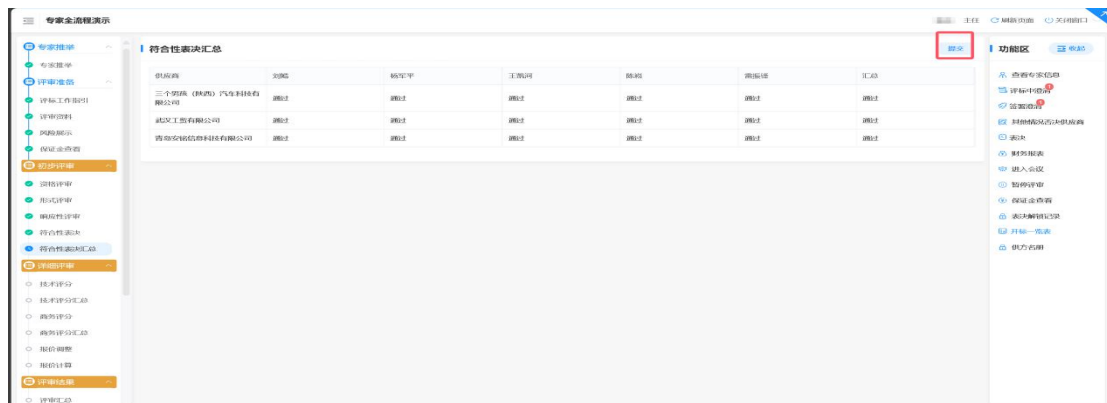 专家全流程演示
主任 刷新页面 关闭窗口
专家推举
专家推举
评审准备
评标工作指引
评审资料
风险展示
保证金查看
初步评审
资格评审
形式评审
响应性评审
符合性表决
符合性表决汇总
详细评审
技术评分
技术评分汇总
商务评分
商务评分汇总
报价调整
报价计算
评审结果
评审汇总
符合性表决汇总 提交
供应商 刘皓 杨军平 王凯河 陈岩 汇总
三个男孩（陕西）汽车科技有限公司 通过 通过 通过 通过 通过 通过
武汉工贸有限公司 通过 通过 通过 通过 通过 通过
青岛安铭信息科技有限公司 通过 通过 通过 通过 通过 通过
功能区 收起
查看专家信息
评标中澄清
答复澄清
其他情况否决供应商
表决
财务报表
进入会议
暂停评审
保证金查看
表决解锁记录
开标一览表
供方名册